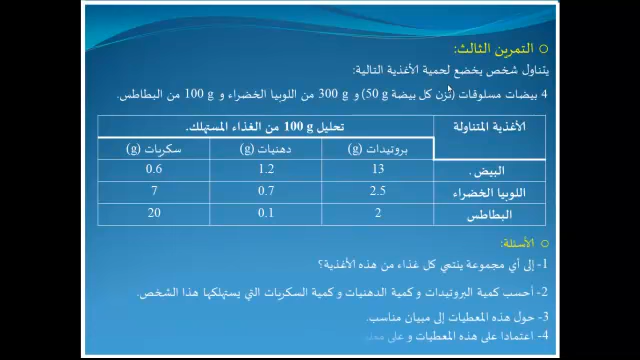 التمرين الثالث:
يتناول شخص يخضع لحمية الأغذية التالية:
4 بيضات مسلوقات (تزن كل بيضة 50 g) و 300 g من اللوبيا الخضراء و 100 g من البطاطس.
الأغذية المتناولة
تحليل 100 g من الغذاء المستهلك.
بروتيدات (g) دهنيات (g) سكريات (g)
البيض. 13 1.2 0.6
اللوبيا الخضراء 2.5 0.7 7
البطاطس 2 0.1 20
الأسئلة:
1- إلى أي مجموعة ينتمي كل غذاء من هذه الأغذية؟
2- أحسب كمية البروتيدات و كمية الدهنيات و كمية السكريات التي يستهلكها هذا الشخص.
3- حول هذه المعطيات إلى مبيان مناسب.
4- اعتمادا على هذه المعطيات و على